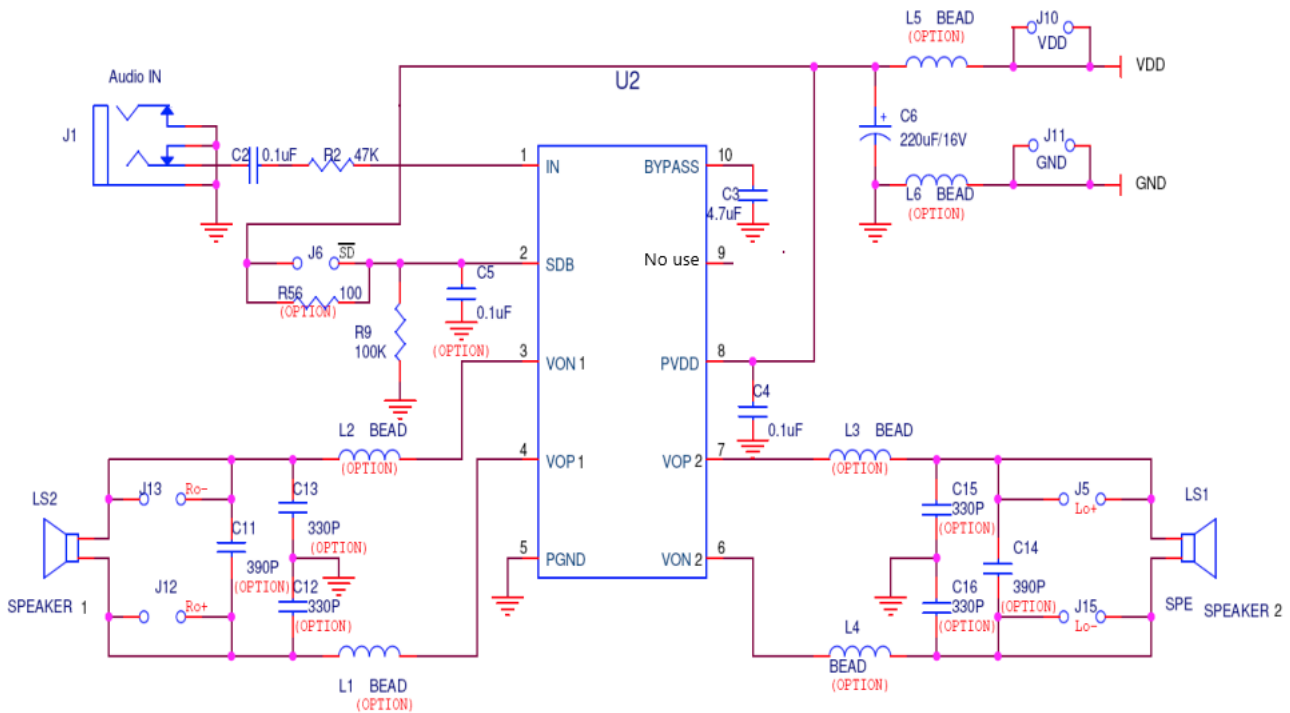 L5 BEAD
(OPTION)
J10
VDD
VDD
Audio IN
U2
J1
C6
220uF/16V
+
J11
GND
GND
L6 BEAD
(OPTION)
C2 0.1uF
R2 47K
1
IN
BYPASS
10
C3
4.7uF
J6
SD
2
SDB
No use
9
R56 100
(OPTION)
C5
0.1uF
(OPTION)
R9
100K
3
VON 1
PVDD
8
C4
0.1uF
L2 BEAD
(OPTION)
4
VOP 1
VOP 2
7
L3 BEAD
(OPTION)
LS2
J13
Ro-
C13
330P
(OPTION)
C11
390P
(OPTION)
C15
330P
(OPTION)
J5
Lo+
LS1
5
PGND
VON 2
6
C14
390P
(OPTION)
SPEAKER 1
J12
Ro+
C12
330P
(OPTION)
C16
330P
(OPTION)
J15
Lo-
SPE
SPEAKER 2
L4
BEAD
(OPTION)
L1 BEAD
(OPTION)